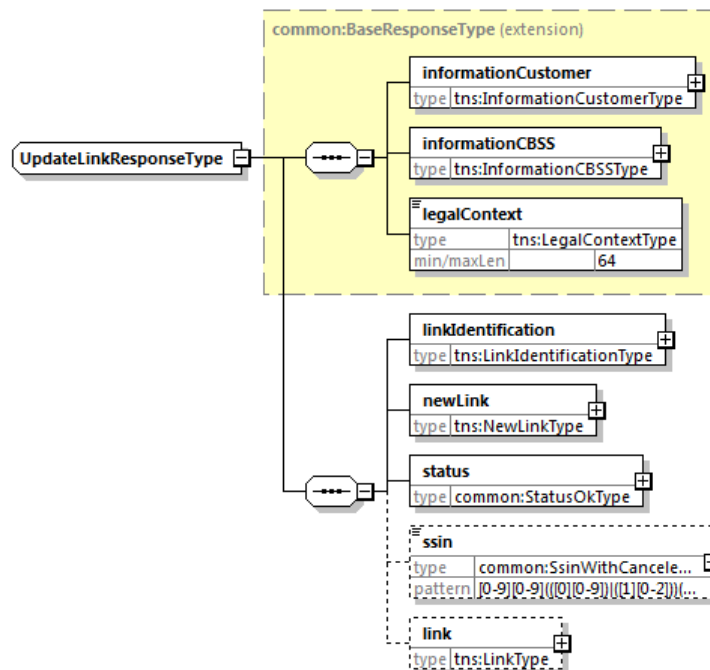 common:BaseResponseType (extension)
informationCustomer
type tns:InformationCustomerType
UpdateLinkResponseType
informationCBSS
type tns:InformationCBSSType
legalContext
type tns:LegalContextType
min/maxLen 64
linkIdentification
type tns:LinkIdentificationType
newLink
type tns:NewLinkType
status
type common:StatusOkType
ssin
type common:SsinWithCancele...
pattern [0-9][0-9](([0][0-9])|([1][0-2]))(...
link
type tns:LinkType